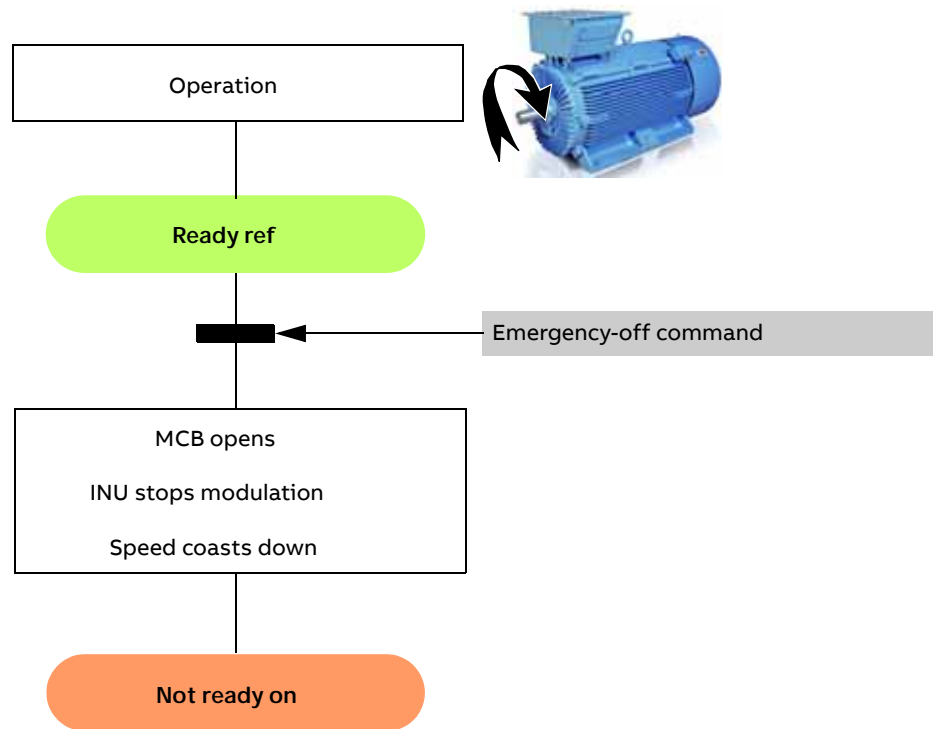 Operation
Ready ref
Emergency-off command
MCB opens
INU stops modulation
Speed coasts down
Not ready on